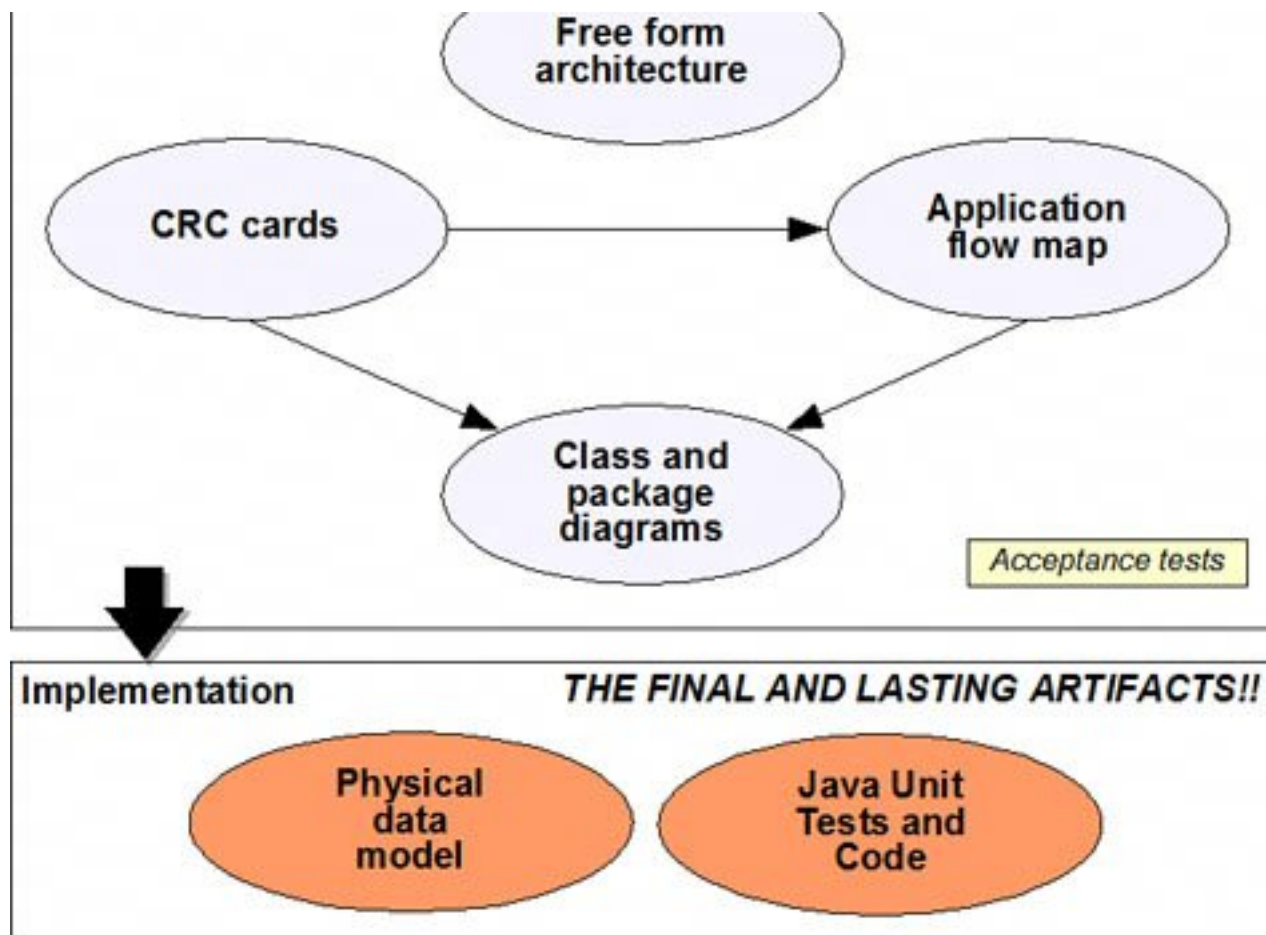 Free form
architecture
CRC cards
Application
flow map
Class and
package
diagrams
Acceptance tests
Implementation
THE FINAL AND LASTING ARTIFACTS!!
Physical
data
model
Java Unit
Tests and
Code